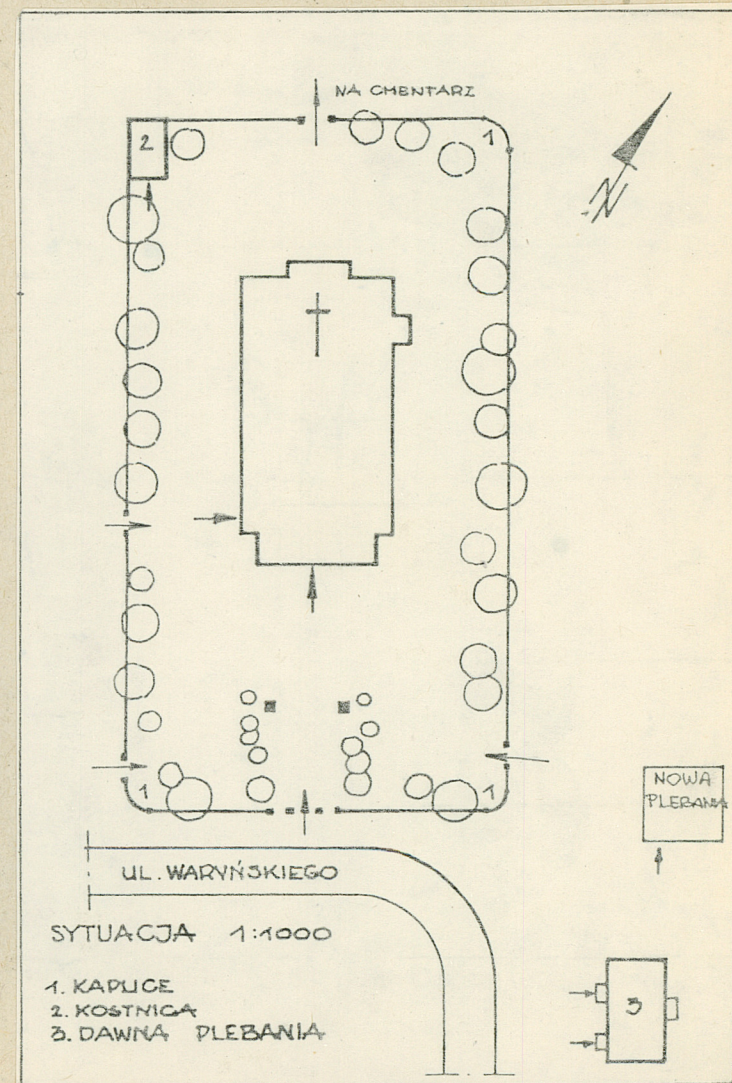 NA CMENTARZ
1
2
N
1
1
NOWA
PLEBANIA
UL. WARYŃSKIEGO
SYTUACJA 1:1000
1. KAPLICE
2. KOSTNICA
3. DAWNA PLEBANIA
3